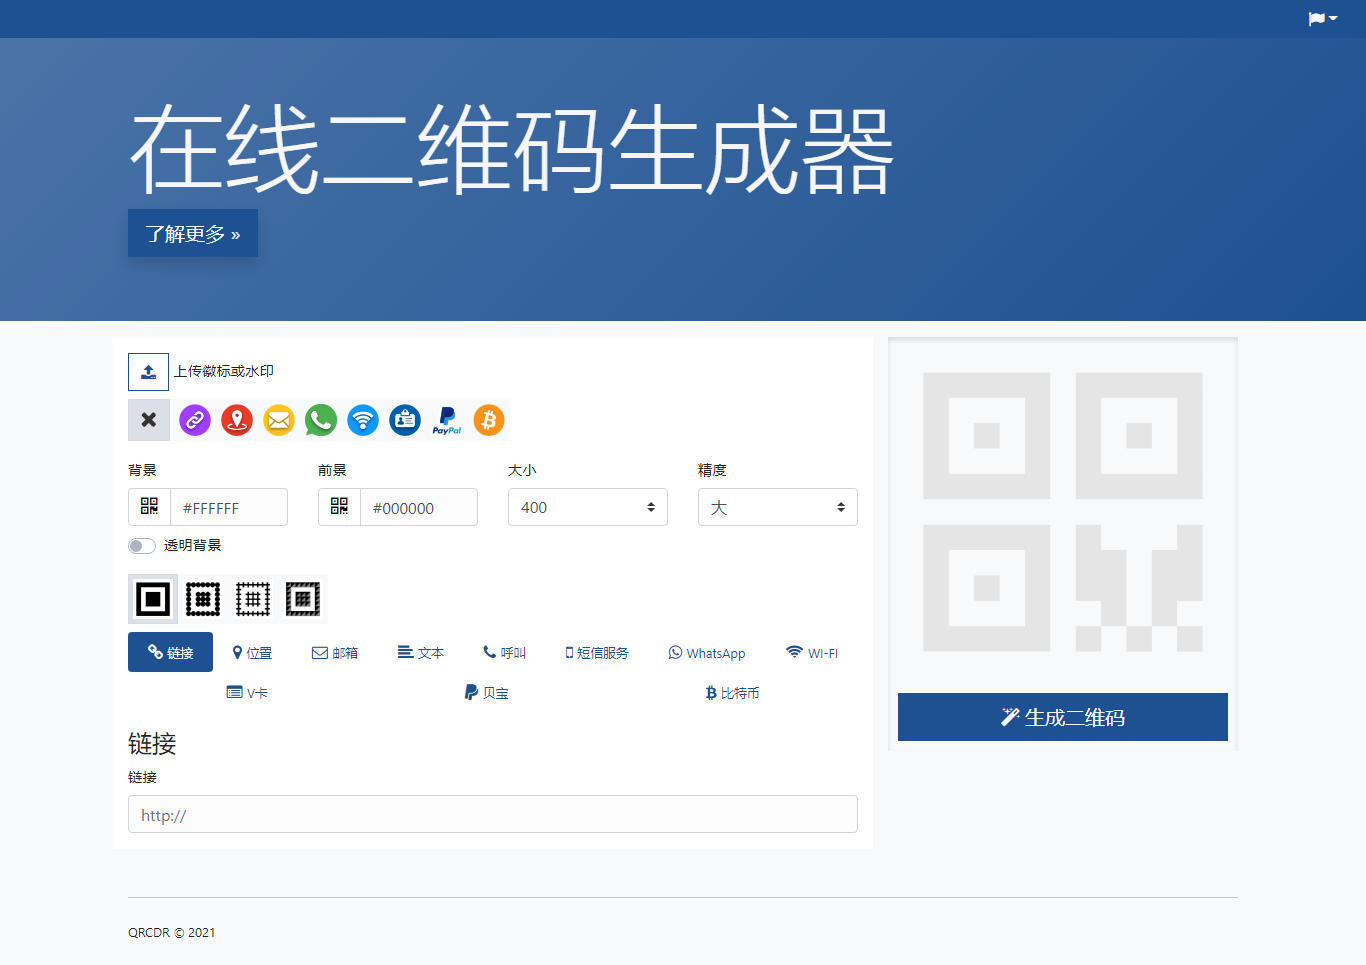 在线二维码生成器
了解更多 »
上传徽标或水印
PayPal
背景
前景
大小
精度
#FFFFFF
#000000
400
大
透明背景
链接
位置
邮箱
文本
呼叫
短信服务
WhatsApp
WI-FI
V卡
贝宝
比特币
生成二维码
链接
链接
http://
QRCDR © 2021